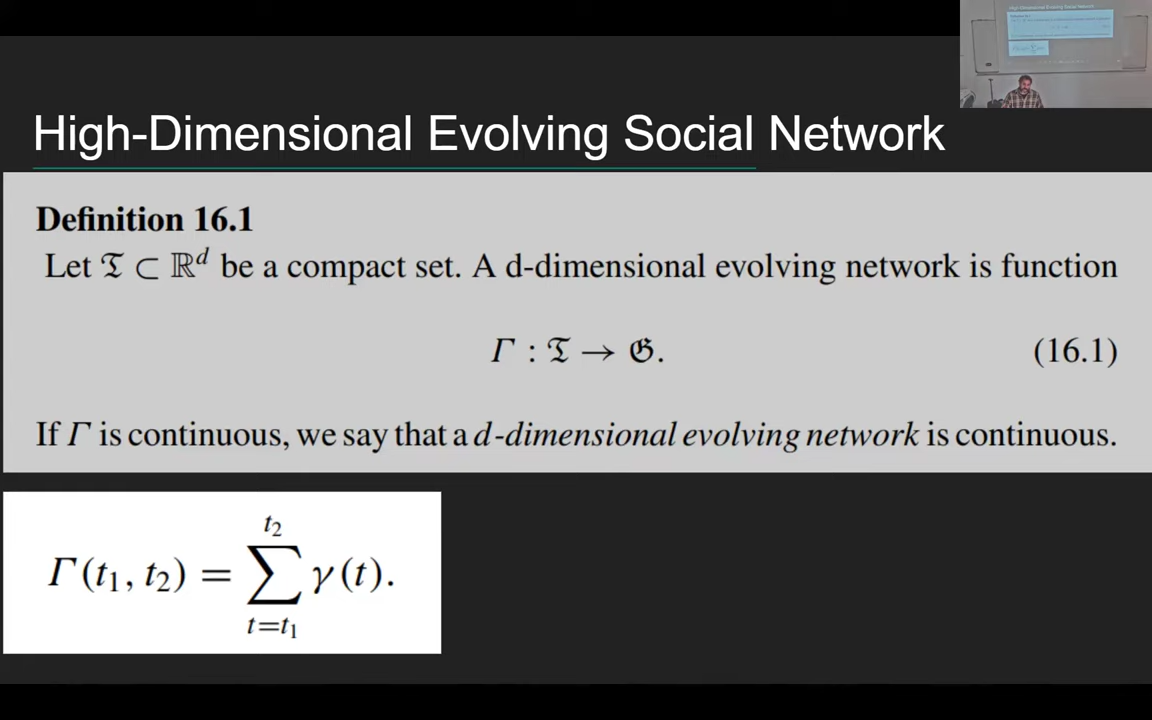 High-Dimensional Evolving Social Network
Definition 16.1
Let 𝔗 ⊂ ℝᵈ be a compact set. A d-dimensional evolving network is function
Γ : 𝔗 → 𝔊. (16.1)
If Γ is continuous, we say that a d-dimensional evolving network is continuous.
Γ(t₁, t₂) = ∑_{t=t₁}^{t₂} γ(t).